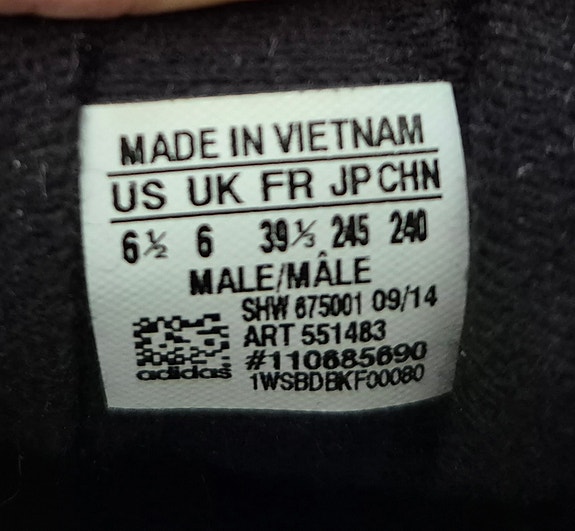 MADE IN VIETNAM
US UK FR JP CHN
6½ 6 39⅓ 245 240
MALE/MÂLE
SHW 675001 09/14
ART 551483
#110685690
adidas 1WSBDBKF00080